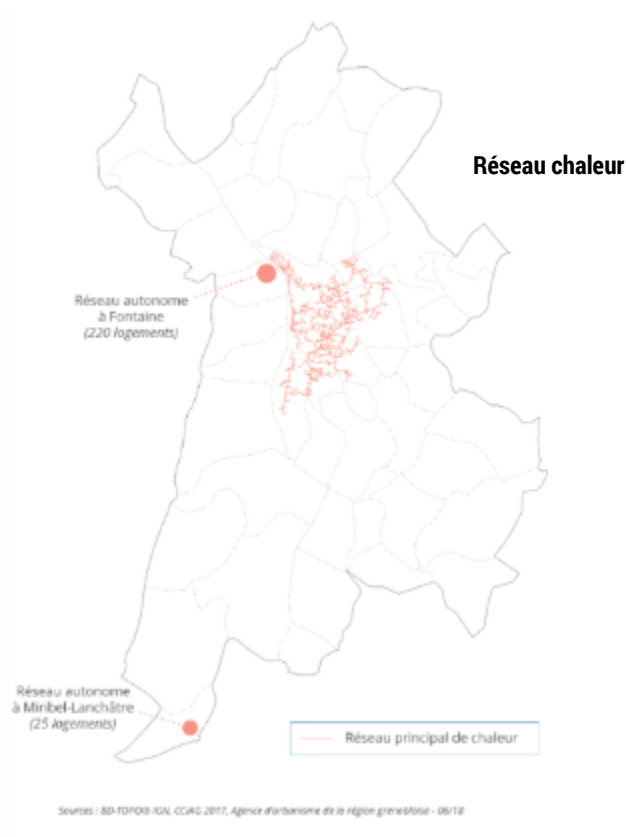 Réseau chaleur
Réseau autonome
à Fontaine
(220 logements)
Réseau autonome
à Miribel-Lanchâtre
(25 logements)
Réseau principal de chaleur
Sources : BD-TOPO® IGN, CCIAG 2017, Agence d'urbanisme de la région grenobloise - 06/18